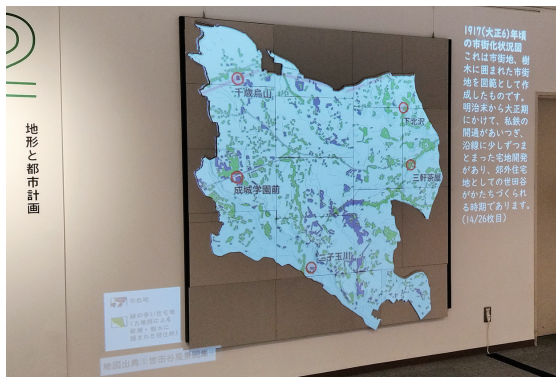 地形と都市計画
千歳烏山
下北沢
三軒茶屋
成城学園前
二子玉川
1917(大正6)年頃
の市街化状況図
これは市街地、樹
木に囲まれた市街
地を図範として作
成したものです。
明治末から大正期
にかけて、私鉄の
開通があいつぎ、
沿線に少しずつま
とまった宅地開発
があり、郊外住宅
地としての世田谷
がかたちづくられ
る時期であります。
(14/26枚目)
市街地